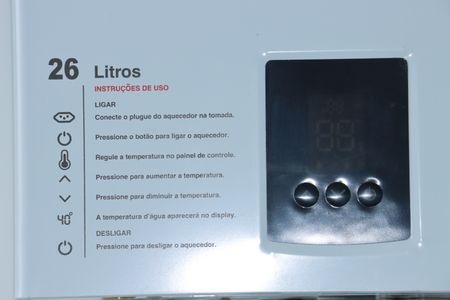 26 Litros
INSTRUÇÕES DE USO
LIGAR
Conecte o plugue do aquecedor na tomada.
Pressione o botão para ligar o aquecedor.
Regule a temperatura no painel de controle.
Pressione para aumentar a temperatura.
Pressione para diminuir a temperatura.
40° A temperatura d'água aparecerá no display.
DESLIGAR
Pressione para desligar o aquecedor.